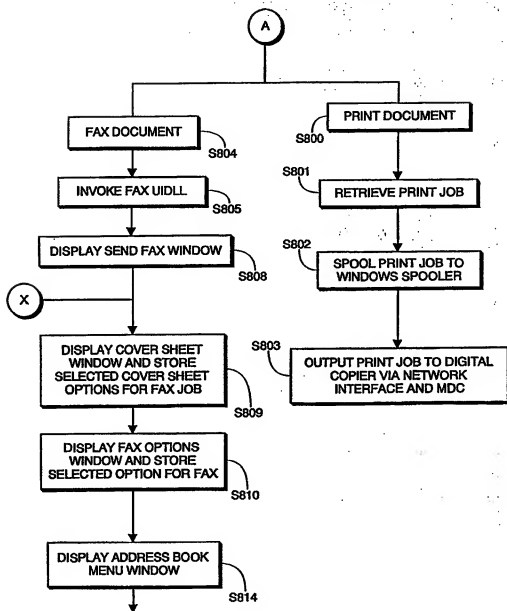 A
FAX DOCUMENT
S804
INVOKE FAX UIDLL
S805
DISPLAY SEND FAX WINDOW
S808
X
DISPLAY COVER SHEET
WINDOW AND STORE
SELECTED COVER SHEET
OPTIONS FOR FAX JOB
S809
DISPLAY FAX OPTIONS
WINDOW AND STORE
SELECTED OPTION FOR FAX
S810
DISPLAY ADDRESS BOOK
MENU WINDOW
S814
PRINT DOCUMENT
S800
S801
RETRIEVE PRINT JOB
S802
SPOOL PRINT JOB TO
WINDOWS SPOOLER
S803
OUTPUT PRINT JOB TO DIGITAL
COPIER VIA NETWORK
INTERFACE AND MDC